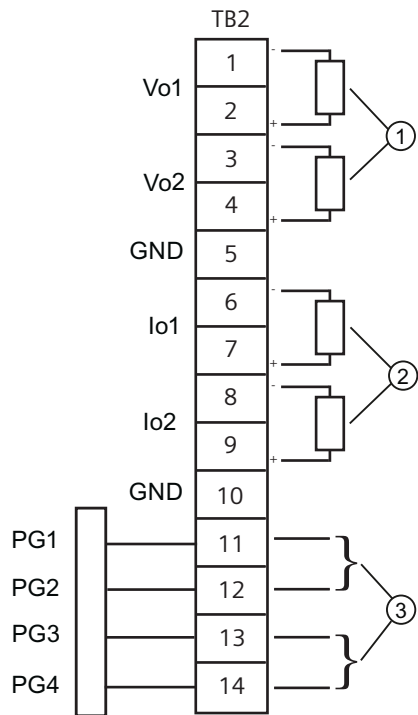 TB2
1 -
Vo1
2 +
①
3 -
Vo2
4 +
GND 5
6 -
Io1
7 +
②
8 -
Io2
9 +
GND 10
PG1 11 }
PG2 12
③
PG3 13 }
PG4 14